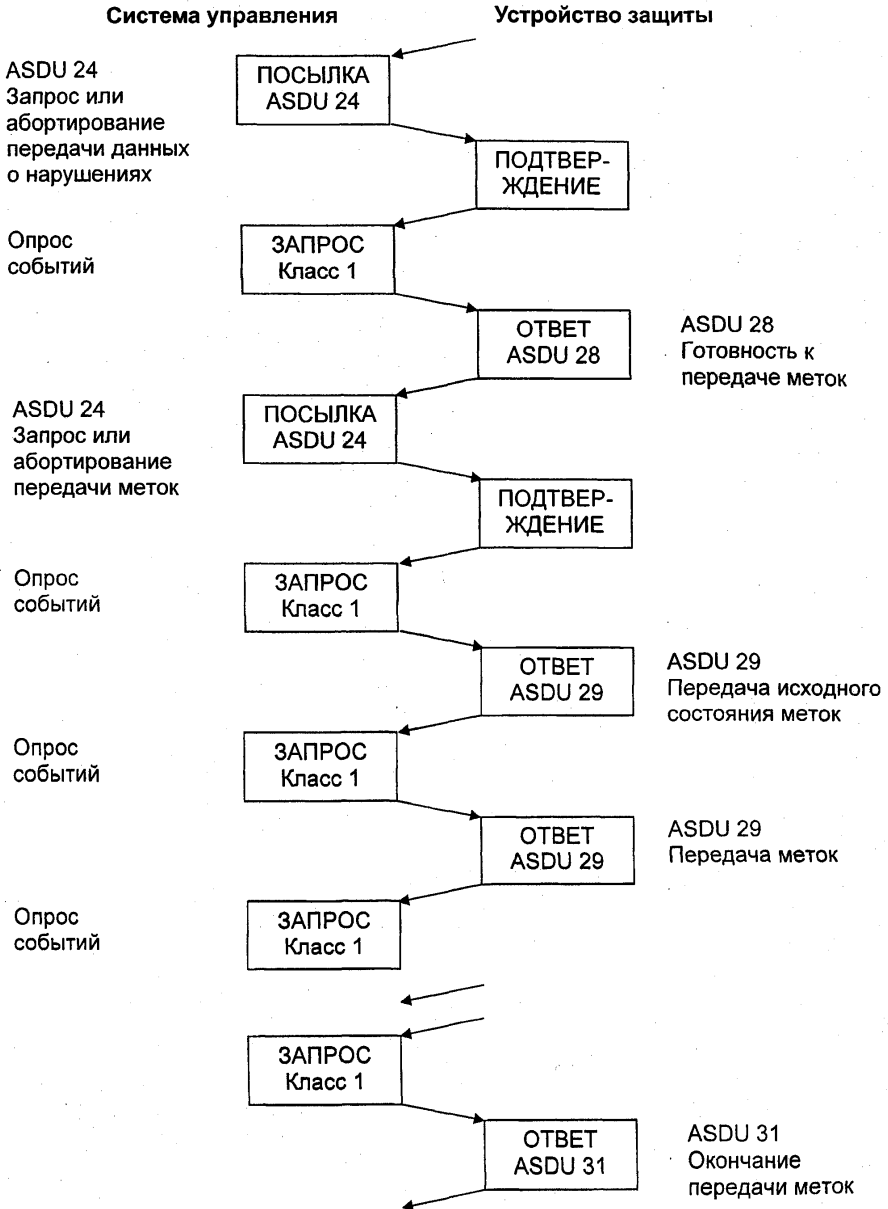 Система управления
Устройство защиты
ASDU 24
Запрос или
абортирование
передачи данных
о нарушениях
ПОСЫЛКА
ASDU 24
ПОДТВЕР-
ЖДЕНИЕ
Опрос
событий
ЗАПРОС
Класс 1
ОТВЕТ
ASDU 28
ASDU 28
Готовность к
передаче меток
ASDU 24
Запрос или
абортирование
передачи меток
ПОСЫЛКА
ASDU 24
ПОДТВЕР-
ЖДЕНИЕ
Опрос
событий
ЗАПРОС
Класс 1
ОТВЕТ
ASDU 29
ASDU 29
Передача исходного
состояния меток
Опрос
событий
ЗАПРОС
Класс 1
ОТВЕТ
ASDU 29
ASDU 29
Передача меток
Опрос
событий
ЗАПРОС
Класс 1
ЗАПРОС
Класс 1
ОТВЕТ
ASDU 31
ASDU 31
Окончание
передачи меток